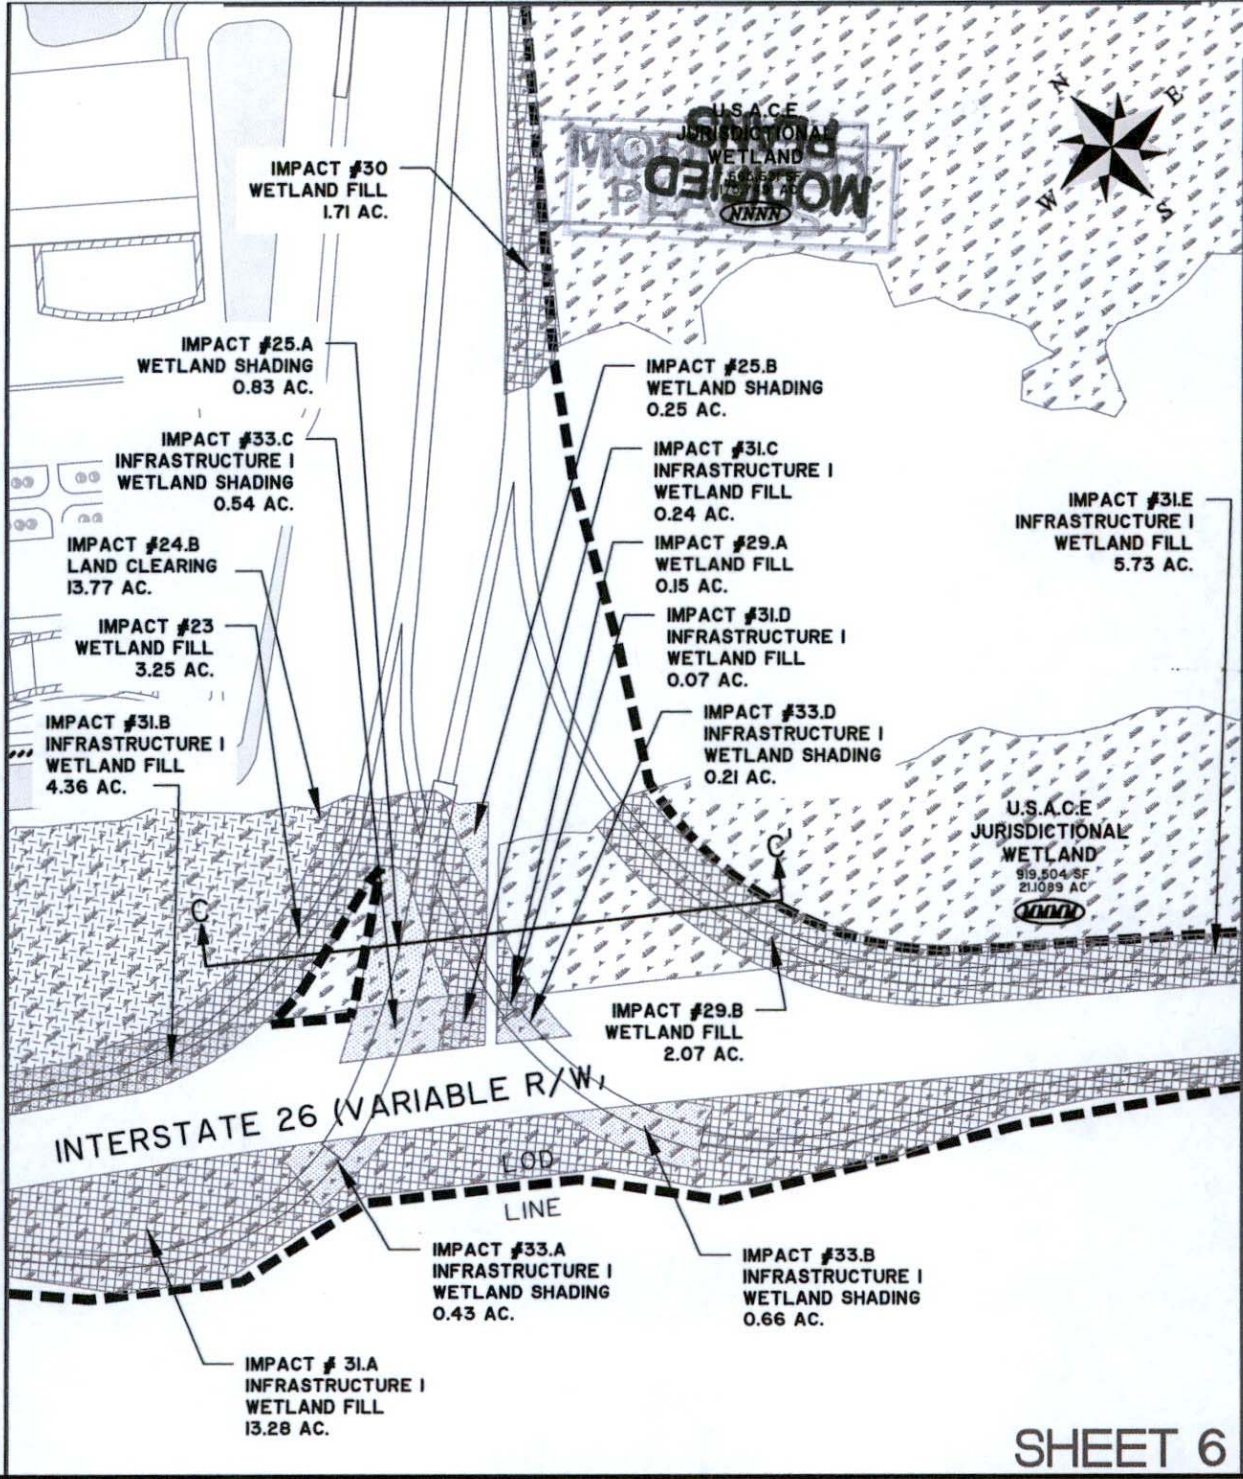 U.S.A.C.E.
JURISDICTIONAL
WETLAND
NNNN
MODIFIED
PLANS
N
E
W
S
IMPACT #30
WETLAND FILL
1.71 AC.
IMPACT #25.A
WETLAND SHADING
0.83 AC.
IMPACT #25.B
WETLAND SHADING
0.25 AC.
IMPACT #33.C
INFRASTRUCTURE I
WETLAND SHADING
0.54 AC.
IMPACT #31.C
INFRASTRUCTURE I
WETLAND FILL
0.24 AC.
IMPACT #31.E
INFRASTRUCTURE I
WETLAND FILL
5.73 AC.
IMPACT #24.B
LAND CLEARING
13.77 AC.
IMPACT #29.A
WETLAND FILL
0.15 AC.
IMPACT #23
WETLAND FILL
3.25 AC.
IMPACT #31.D
INFRASTRUCTURE I
WETLAND FILL
0.07 AC.
IMPACT #31.B
INFRASTRUCTURE I
WETLAND FILL
4.36 AC.
IMPACT #33.D
INFRASTRUCTURE I
WETLAND SHADING
0.21 AC.
U.S.A.C.E
JURISDICTIONAL
WETLAND
919,504 SF
21.1089 AC
MMMM
C
C'
IMPACT #29.B
WETLAND FILL
2.07 AC.
INTERSTATE 26 (VARIABLE R/W)
LOD
LINE
IMPACT #33.A
INFRASTRUCTURE I
WETLAND SHADING
0.43 AC.
IMPACT #33.B
INFRASTRUCTURE I
WETLAND SHADING
0.66 AC.
IMPACT # 31.A
INFRASTRUCTURE I
WETLAND FILL
13.28 AC.
SHEET 6